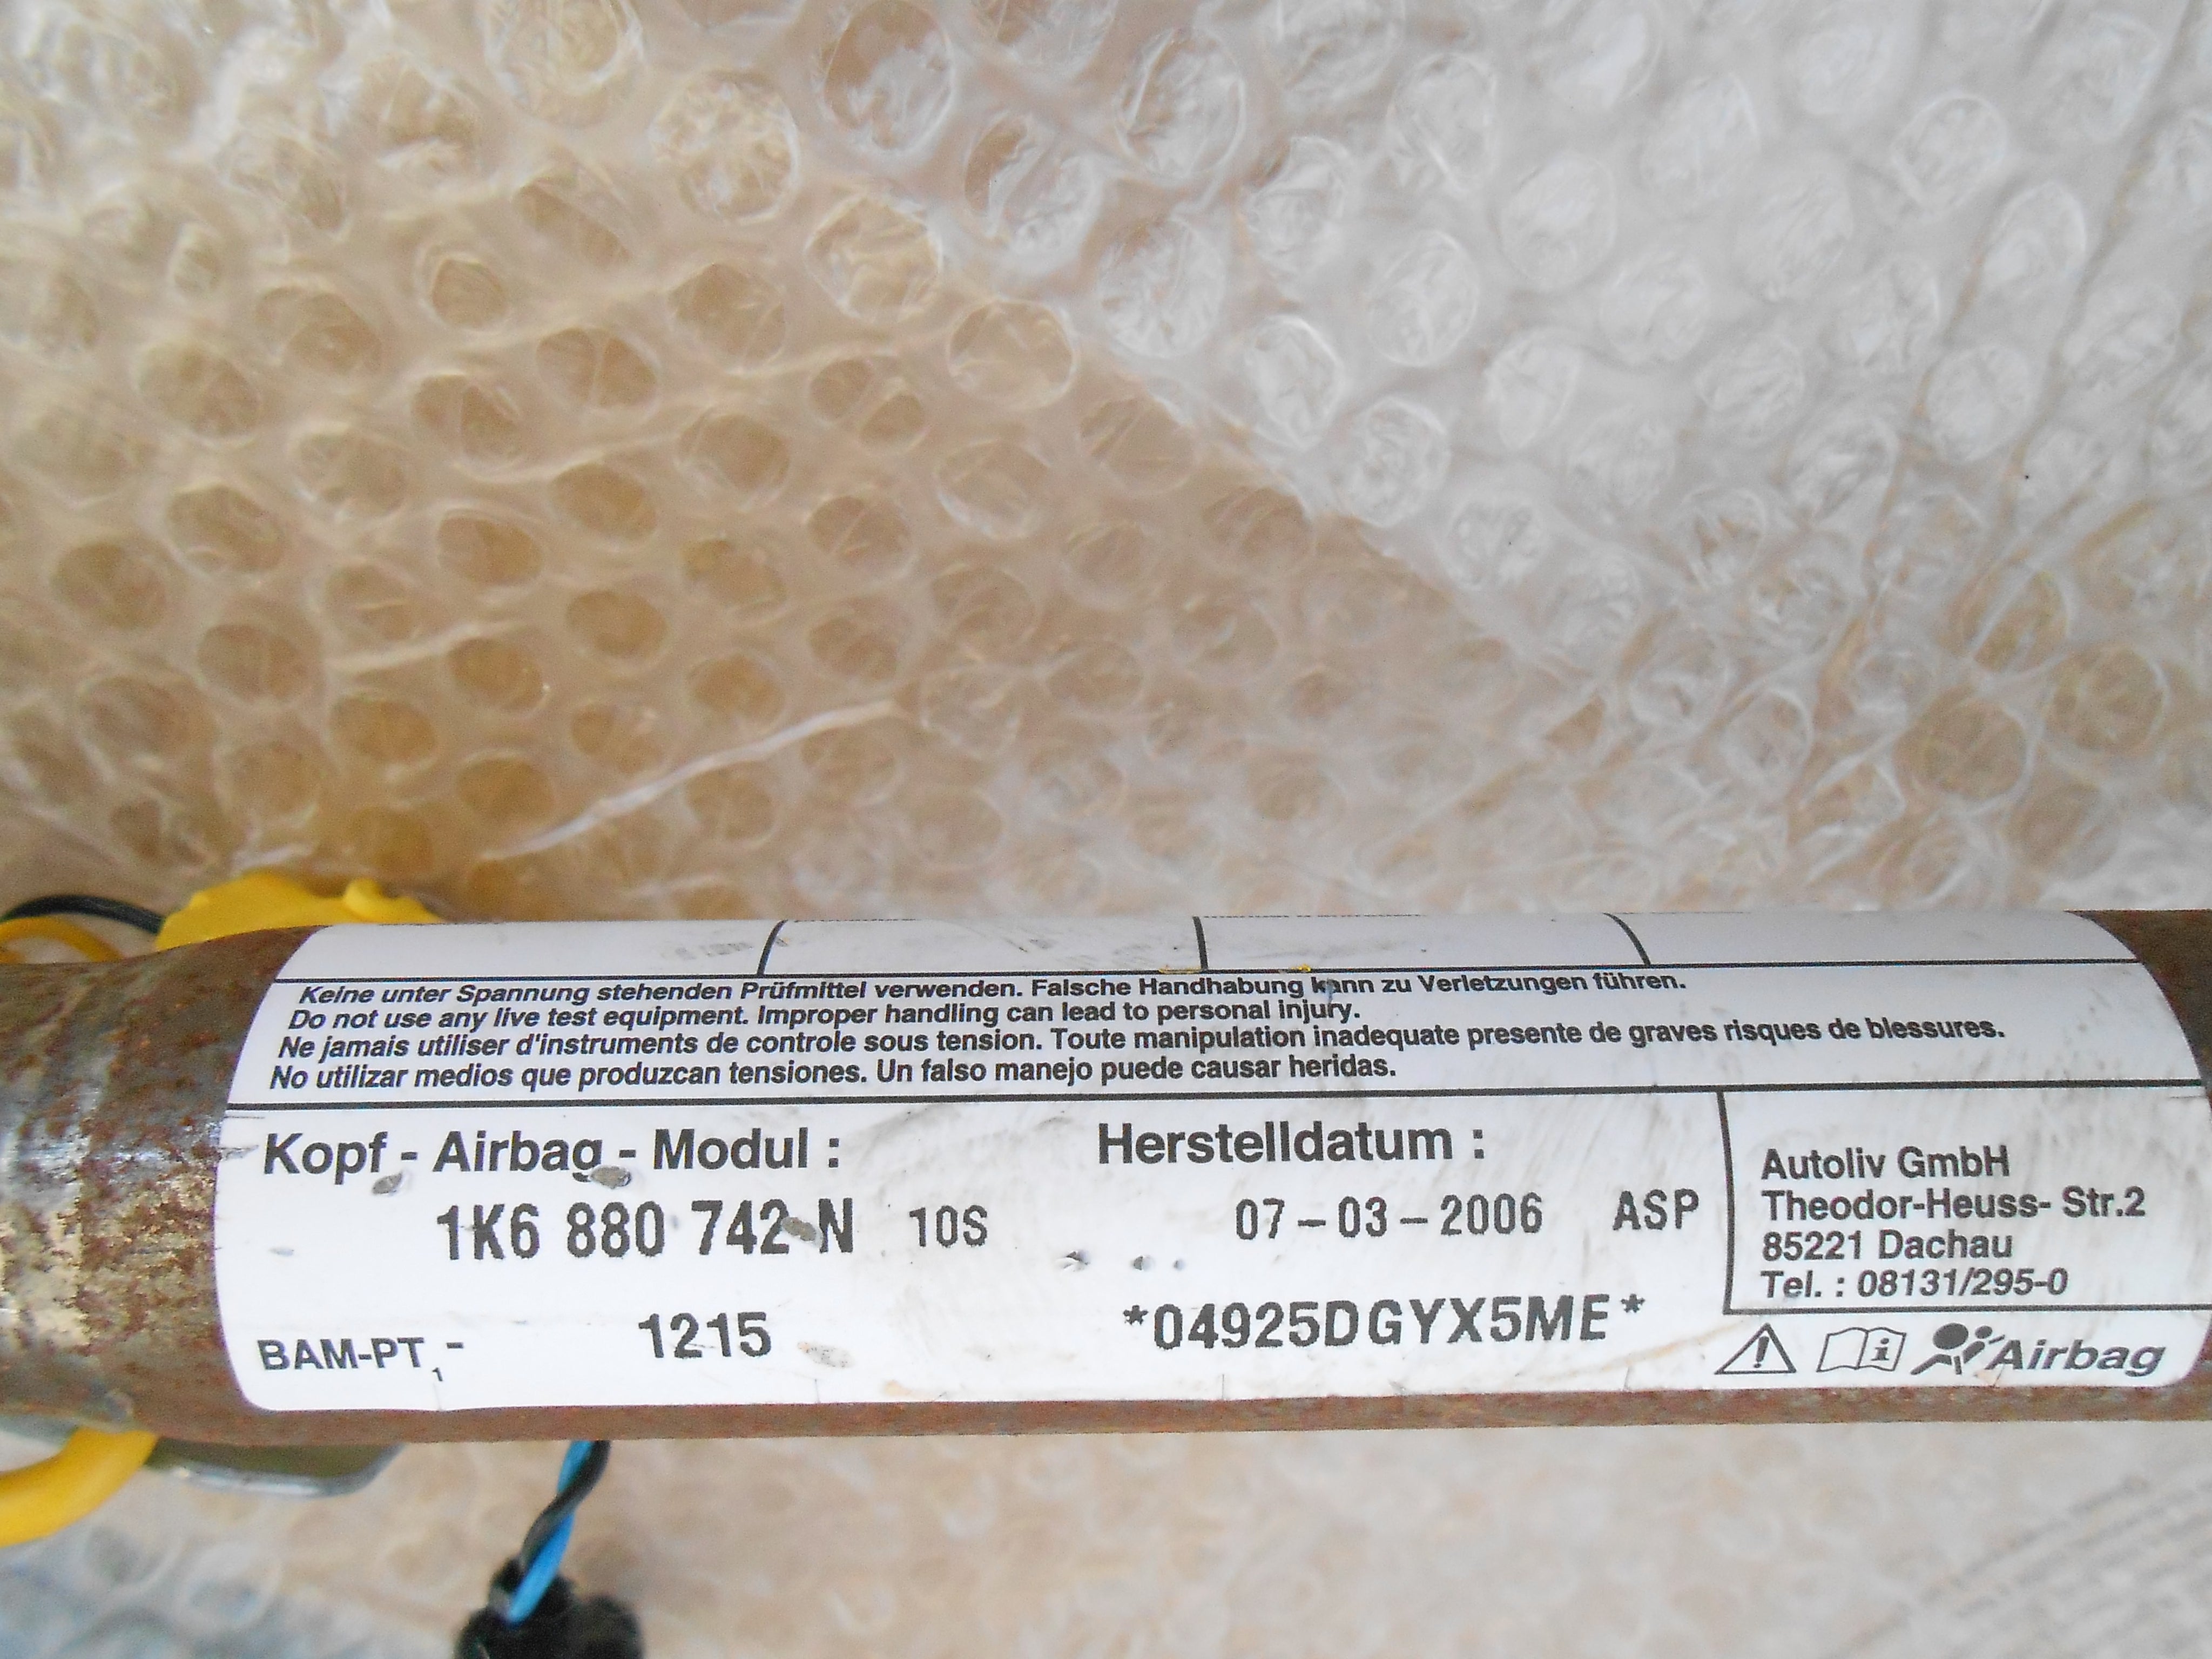 Keine unter Spannung stehenden Prüfmittel verwenden. Falsche Handhabung kann zu Verletzungen führen.
Do not use any live test equipment. Improper handling can lead to personal injury.
Ne jamais utiliser d'instruments de controle sous tension. Toute manipulation inadequate presente de graves risques de blessures.
No utilizar medios que produzcan tensiones. Un falso manejo puede causar heridas.
Kopf - Airbag - Modul :
1K6 880 742 N 10S
BAM-PT1- 1215
Herstelldatum :
07-03-2006 ASP
*04925DGYX5ME*
Autoliv GmbH
Theodor-Heuss- Str.2
85221 Dachau
Tel. : 08131/295-0
Airbag